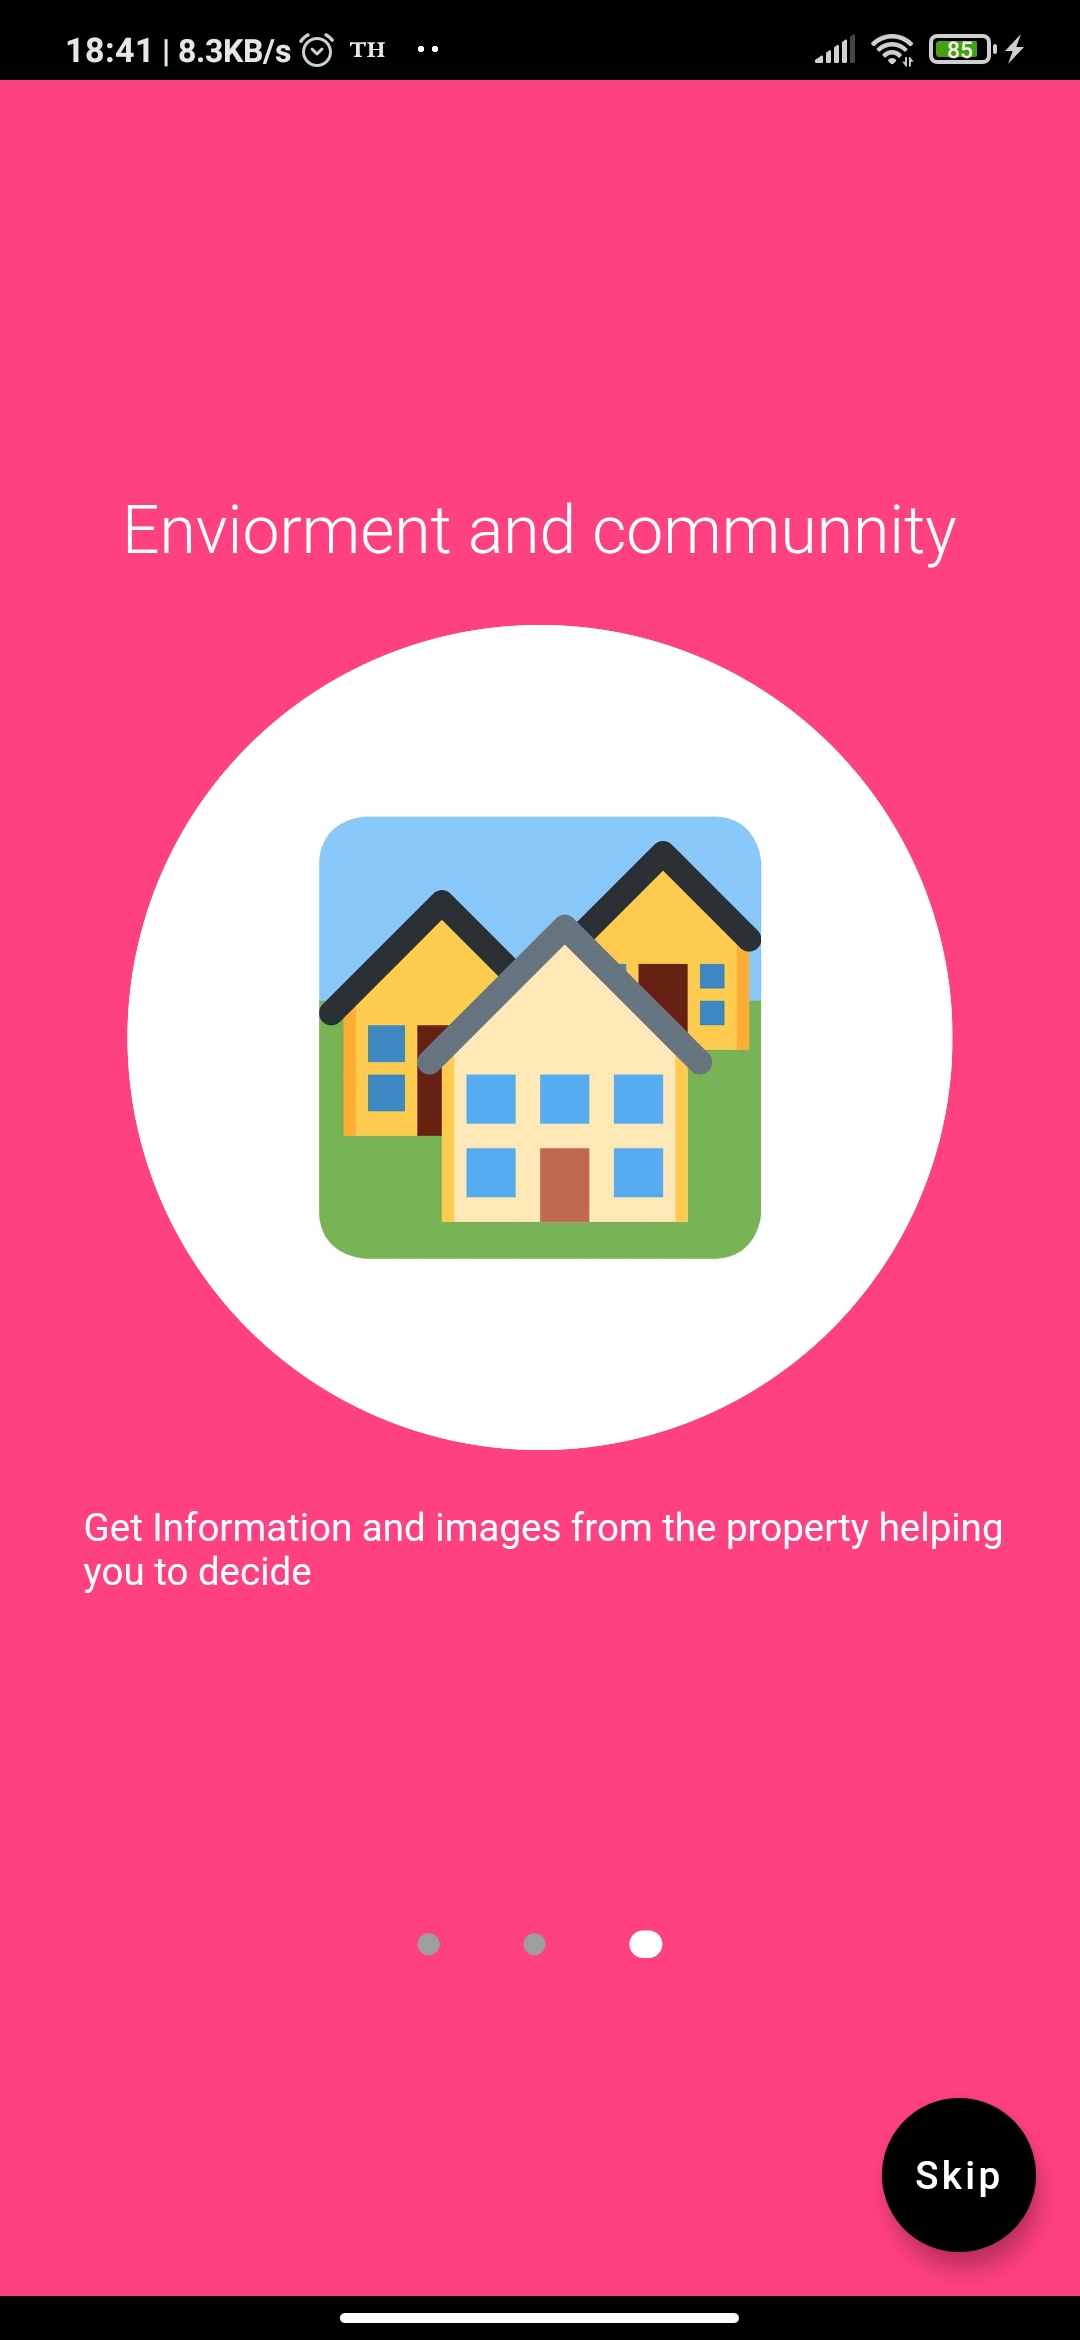 18:41 | 8.3KB/s TH
85
Enviorment and communnity
Get Information and images from the property helping
you to decide
Skip